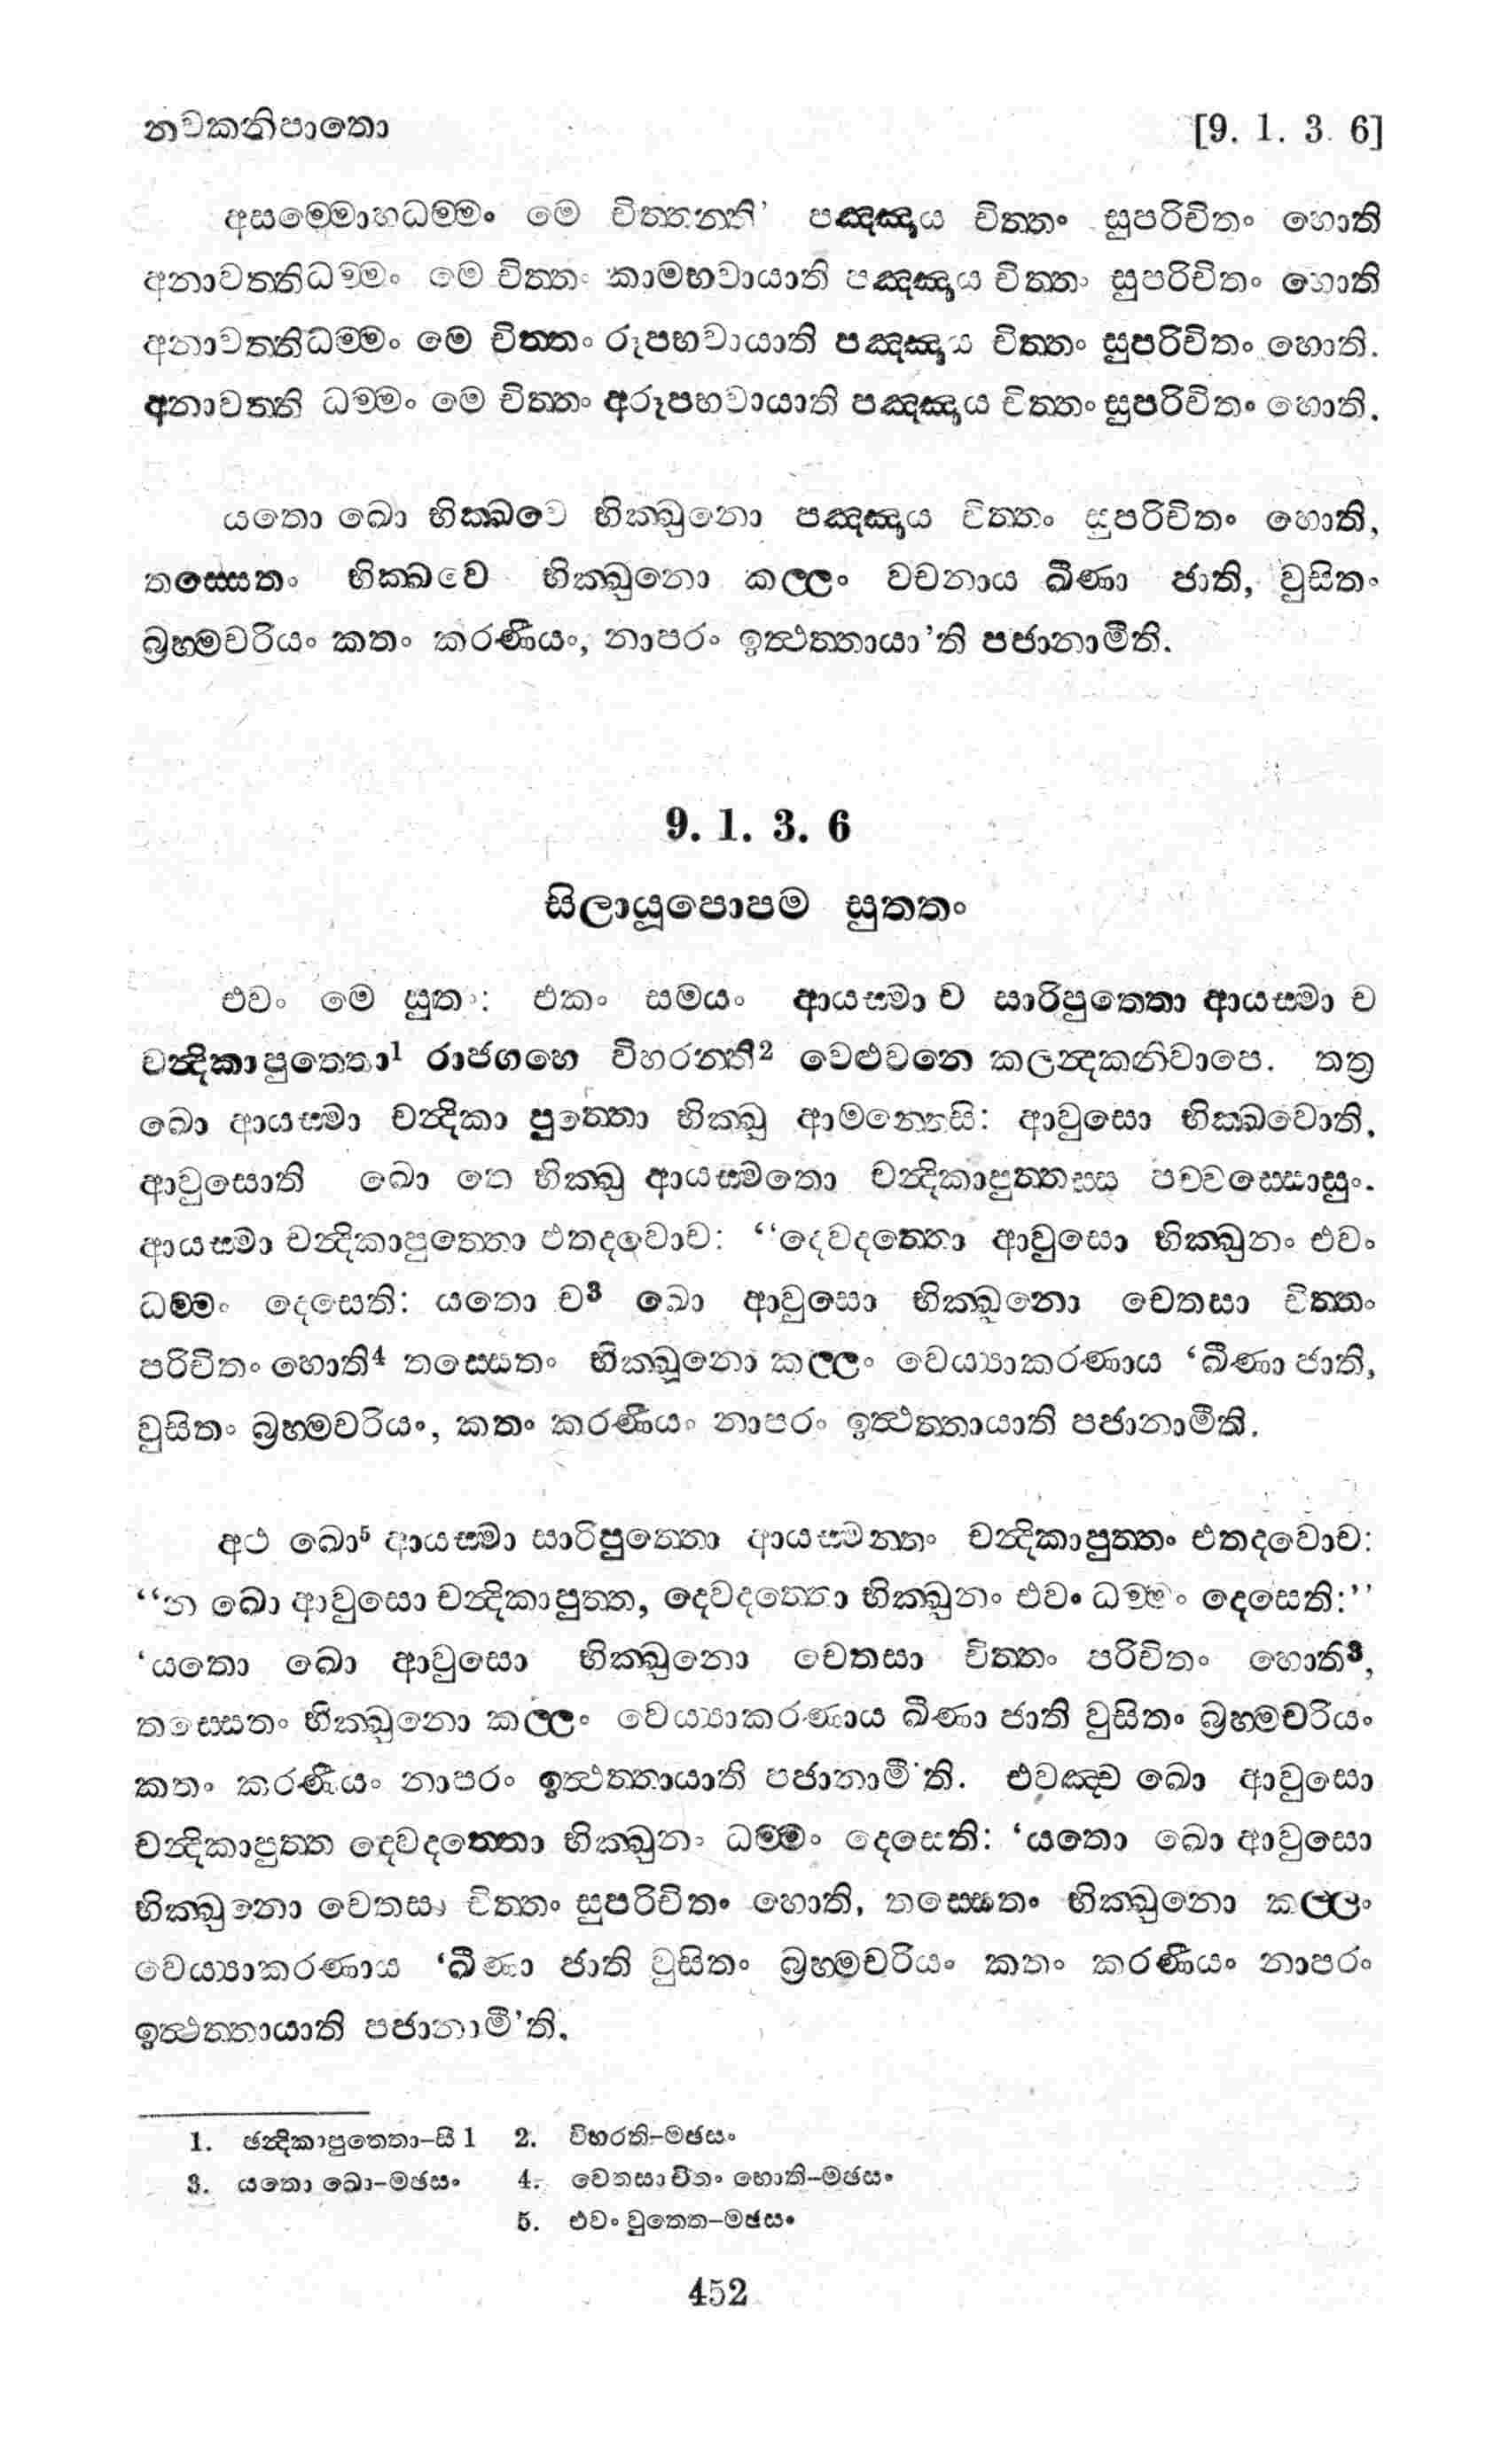 නවකනිපාතො [9. 1. 3. 6]
අසම්මොහධම්මං මෙ චිත්තන්ති’ පඤ්ඤාය චිත්තං සුපරිචිතං හොති
අනාවත්තිධම්මං මෙ චිත්තං කාමභවායාති පඤ්ඤාය චිත්තං සුපරිචිතං හොති
අනාවත්තිධම්මං මෙ චිත්තං රූපභවායාති පඤ්ඤාය චිත්තං සුපරිචිතං හොති.
අනාවත්ති ධම්මං මෙ චිත්තං අරූපභවායාති පඤ්ඤාය චිත්තං සුපරිචිතං හොති.
යතො ඛො භික්ඛවෙ භික්ඛුනො පඤ්ඤාය චිත්තං සුපරිචිතං හොති,
තස්සෙතං භික්ඛවෙ භික්ඛුනො කල්ලං වචනාය ඛීණා ජාති, වුසිතං
බ්‍රහ්මචරියං කතං කරණීයං, නාපරං ඉත්ථත්තායා’ති පජානාමීති.
9. 1. 3. 6
සිලායූපොපම සුත්තං
එවං මෙ සුතං: එකං සමයං ආයස්මා ච සාරිපුත්තො ආයස්මා ච
චන්දිකාපුත්තො¹ රාජගහෙ විහරන්ති² වෙළුවනෙ කලන්දකනිවාපෙ. තත්‍ර
ඛො ආයස්මා චන්දිකා පුත්තො භික්ඛු ආමන්තෙසි: ආවුසො භික්ඛවොති,
ආවුසොති ඛො තෙ භික්ඛු ආයස්මතො චන්දිකාපුත්තස්ස පච්චස්සොසුං.
ආයස්මා චන්දිකාපුත්තො එතදවොච: “දෙවදත්තො ආවුසො භික්ඛුනං එවං
ධම්මං දෙසෙති: යතො ච³ ඛො ආවුසො භික්ඛුනො චෙතසා චිත්තං
පරිචිතං හොති⁴ තස්සෙතං භික්ඛූනො කල්ලං වෙය්‍යාකරණාය ‘ඛීණා ජාති,
වුසිතං බ්‍රහ්මචරියං, කතං කරණීයං නාපරං ඉත්ථත්තායාති පජානාමීති.
අථ ඛො⁵ ආයස්මා සාරිපුත්තො ආයස්මන්තං චන්දිකාපුත්තං එතදවොච:
“න ඛො ආවුසො චන්දිකාපුත්ත, දෙවදත්තො භික්ඛුනං එවං ධම්මං දෙසෙති:”
‘යතො ඛො ආවුසො භික්ඛුනො චෙතසා චිත්තං පරිචිතං හොති³,
තස්සෙතං භික්ඛුනො කල්ලං වෙය්‍යාකරණාය ඛීණා ජාති වුසිතං බ්‍රහ්මචරියං
කතං කරණීයං නාපරං ඉත්ථත්තායාති පජානාමී’ති. එවඤ්ච ඛො ආවුසො
චන්දිකාපුත්ත දෙවදත්තො භික්ඛුනං ධම්මං දෙසෙති: ‘යතො ඛො ආවුසො
භික්ඛුනො චෙතසා චිත්තං සුපරිචිතං හොති, තස්සෙතං භික්ඛුනො කල්ලං
වෙය්‍යාකරණාය ‘ඛීණා ජාති වුසිතං බ්‍රහ්මචරියං කතං කරණීයං නාපරං
ඉත්ථත්තායාති පජානාමී’ති.
1. ඡන්දිකාපුත්තො–සී 1 2. විහරති–මඡසං
3. යතො ඛො–මඡසං 4. චෙතසා චිතං හොති–මඡසං
5. එවං වුත්තෙ–මඡසං
452